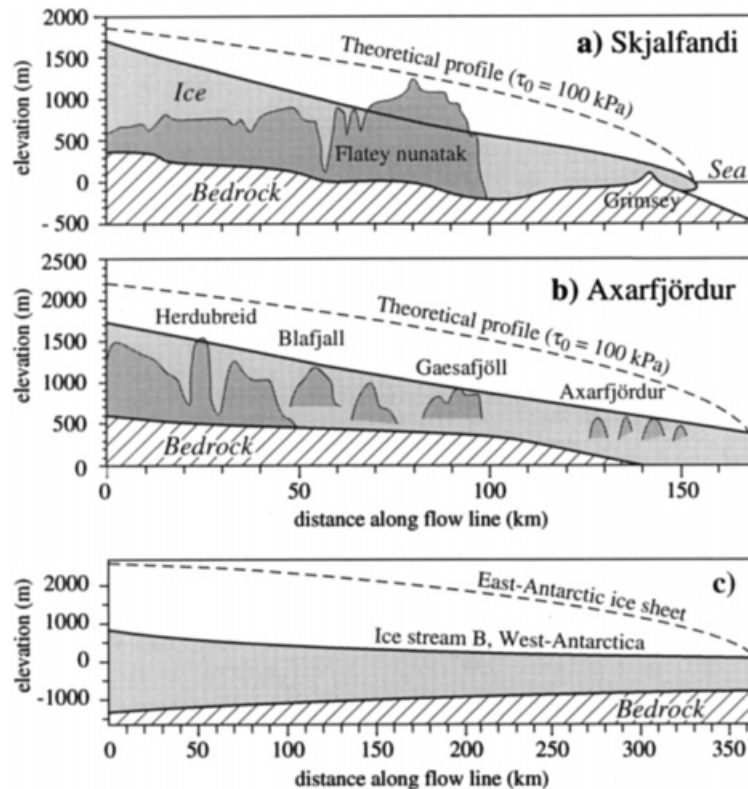 2000
1500
1000
500
0
- 500
elevation (m)
a) Skjalfandi
Theoretical profile (τ₀ = 100 kPa)
Ice
Flatey nunatak
Sea
Bedrock
Grimsey
2500
2000
1500
1000
500
0
elevation (m)
b) Axarfjördur
Theoretical profile (τ₀ = 100 kPa)
Herdubreid
Blafjall
Gaesafjöll
Axarfjördur
Bedrock
0 50 100 150
distance along flow line (km)
2000
1000
0
-1000
elevation (m)
c)
East-Antarctic ice sheet
Ice stream B, West-Antarctica
Bedrock
0 50 100 150 200 250 300 350
distance along flow line (km)